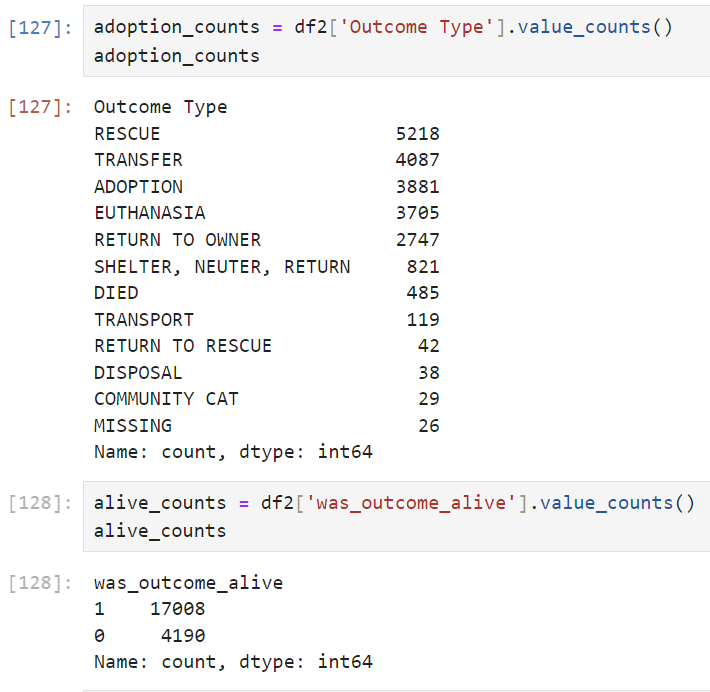 [127]: adoption_counts = df2['Outcome Type'].value_counts()
adoption_counts
[127]: Outcome Type
RESCUE 5218
TRANSFER 4087
ADOPTION 3881
EUTHANASIA 3705
RETURN TO OWNER 2747
SHELTER, NEUTER, RETURN 821
DIED 485
TRANSPORT 119
RETURN TO RESCUE 42
DISPOSAL 38
COMMUNITY CAT 29
MISSING 26
Name: count, dtype: int64
[128]: alive_counts = df2['was_outcome_alive'].value_counts()
alive_counts
[128]: was_outcome_alive
1 17008
0 4190
Name: count, dtype: int64